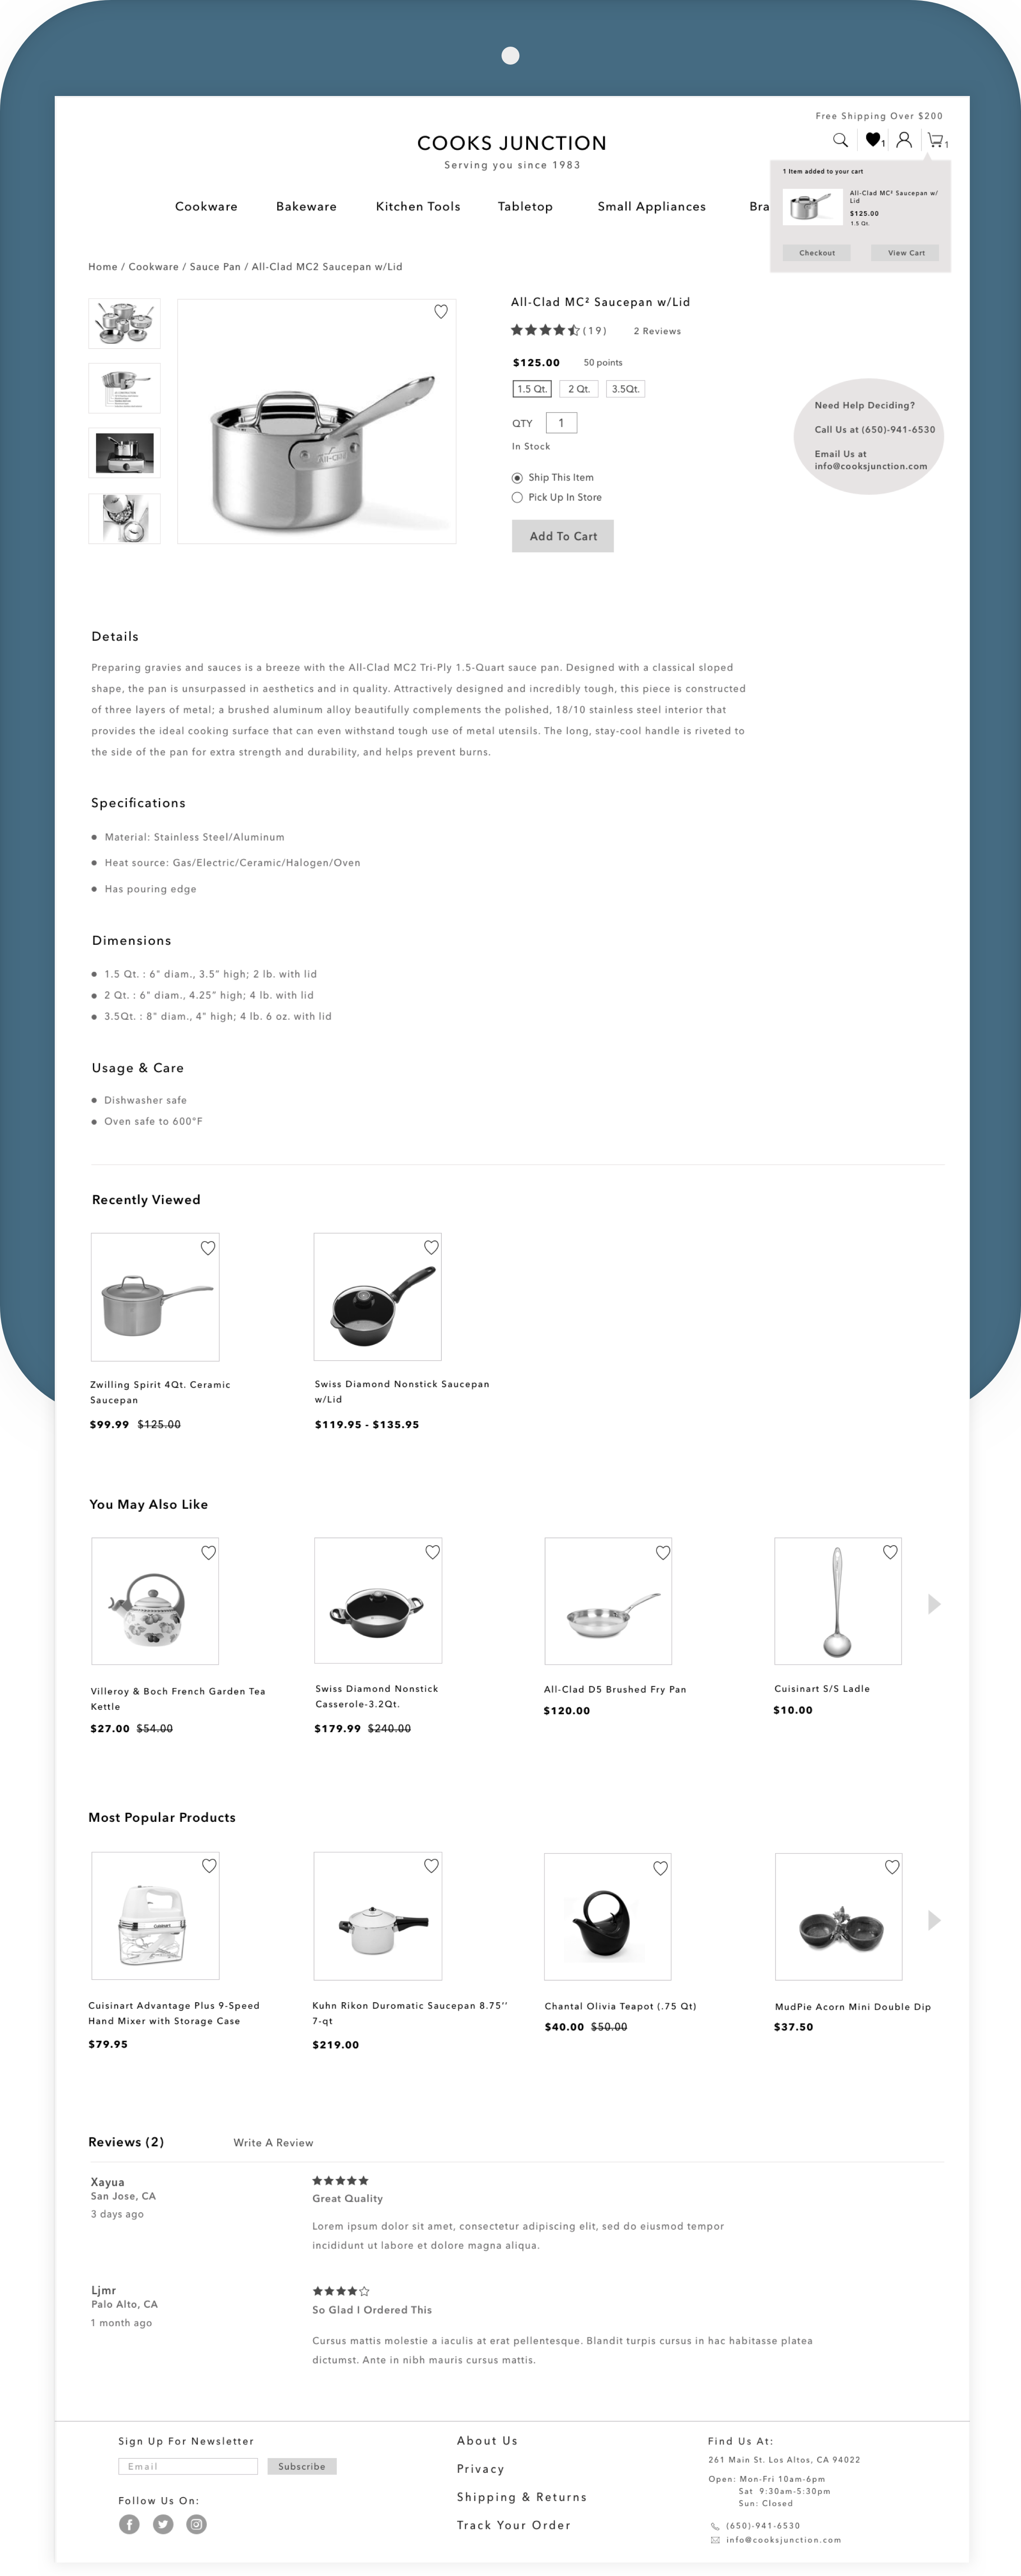 Free Shipping Over $200
COOKS JUNCTION
Serving you since 1983
1
1
Cookware Bakeware Kitchen Tools Tabletop Small Appliances Bra
1 Item added to your cart
All-Clad MC² Saucepan w/
Lid
$125.00
1.5 Qt.
Checkout View Cart
Home / Cookware / Sauce Pan / All-Clad MC2 Saucepan w/Lid
All-Clad
All-Clad MC² Saucepan w/Lid
(19) 2 Reviews
$125.00 50 points
1.5 Qt. 2 Qt. 3.5Qt.
QTY 1
In Stock
Ship This Item
Pick Up In Store
Add To Cart
Need Help Deciding?
Call Us at (650)-941-6530
Email Us at
info@cooksjunction.com
Details
Preparing gravies and sauces is a breeze with the All-Clad MC2 Tri-Ply 1.5-Quart sauce pan. Designed with a classical sloped
shape, the pan is unsurpassed in aesthetics and in quality. Attractively designed and incredibly tough, this piece is constructed
of three layers of metal; a brushed aluminum alloy beautifully complements the polished, 18/10 stainless steel interior that
provides the ideal cooking surface that can even withstand tough use of metal utensils. The long, stay-cool handle is riveted to
the side of the pan for extra strength and durability, and helps prevent burns.
Specifications
Material: Stainless Steel/Aluminum
Heat source: Gas/Electric/Ceramic/Halogen/Oven
Has pouring edge
Dimensions
1.5 Qt. : 6" diam., 3.5" high; 2 lb. with lid
2 Qt. : 6" diam., 4.25" high; 4 lb. with lid
3.5Qt. : 8" diam., 4" high; 4 lb. 6 oz. with lid
Usage & Care
Dishwasher safe
Oven safe to 600°F
Recently Viewed
Zwilling Spirit 4Qt. Ceramic
Saucepan
$99.99 $125.00
Swiss Diamond Nonstick Saucepan
w/Lid
$119.95 - $135.95
You May Also Like
Villeroy & Boch French Garden Tea
Kettle
$27.00 $54.00
Swiss Diamond Nonstick
Casserole-3.2Qt.
$179.99 $240.00
All-Clad D5 Brushed Fry Pan
$120.00
Cuisinart S/S Ladle
$10.00
Most Popular Products
Cuisinart
Cuisinart Advantage Plus 9-Speed
Hand Mixer with Storage Case
$79.95
Kuhn Rikon Duromatic Saucepan 8.75''
7-qt
$219.00
Chantal Olivia Teapot (.75 Qt)
$40.00 $50.00
MudPie Acorn Mini Double Dip
$37.50
Reviews (2) Write A Review
Xayua
San Jose, CA
3 days ago
Great Quality
Lorem ipsum dolor sit amet, consectetur adipiscing elit, sed do eiusmod tempor
incididunt ut labore et dolore magna aliqua.
Ljmr
Palo Alto, CA
1 month ago
So Glad I Ordered This
Cursus mattis molestie a iaculis at erat pellentesque. Blandit turpis cursus in hac habitasse platea
dictumst. Ante in nibh mauris cursus mattis.
Sign Up For Newsletter
Email Subscribe
Follow Us On:
About Us
Privacy
Shipping & Returns
Track Your Order
Find Us At:
261 Main St. Los Altos, CA 94022
Open: Mon-Fri 10am-6pm
Sat 9:30am-5:30pm
Sun: Closed
(650)-941-6530
info@cooksjunction.com